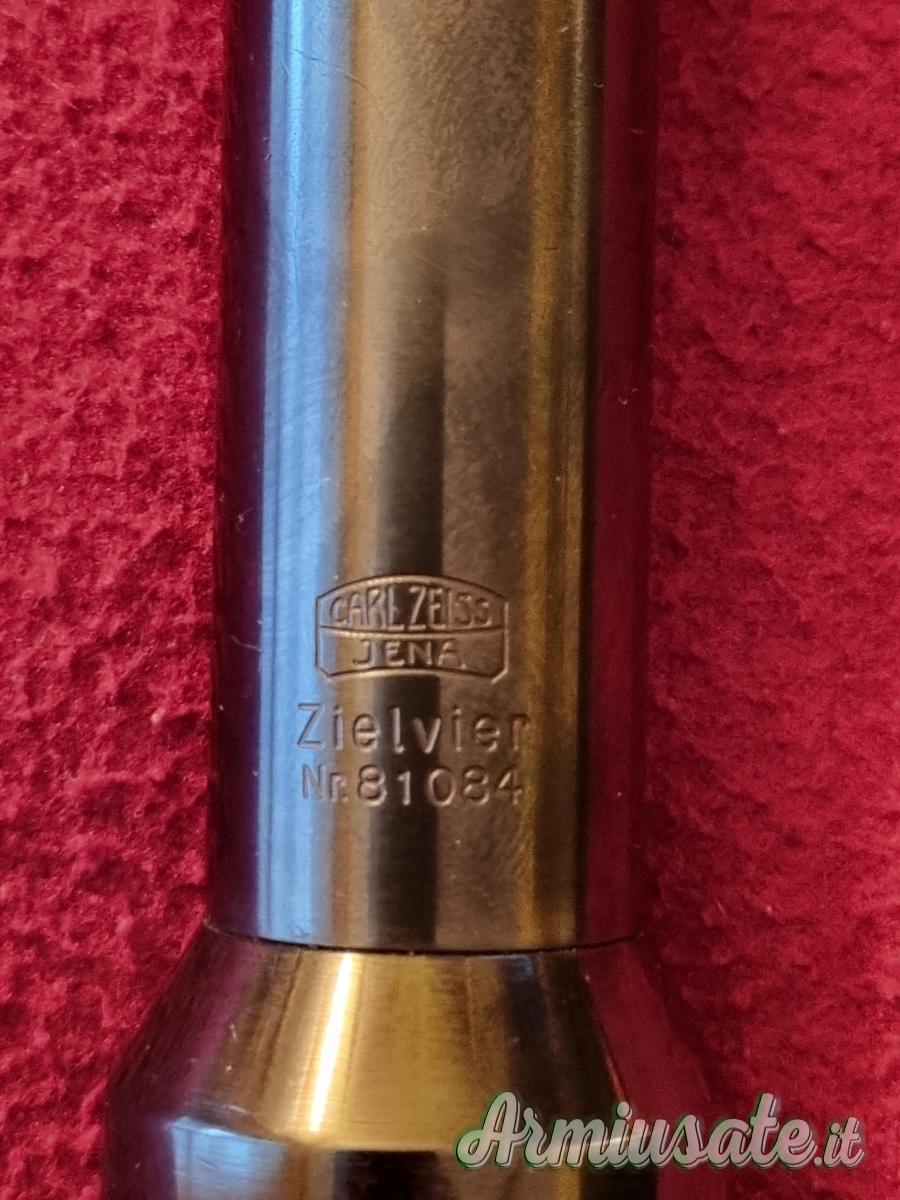 CARL ZEISS
JENA.
Zielvier
Nr. 81084
Armiusate.it